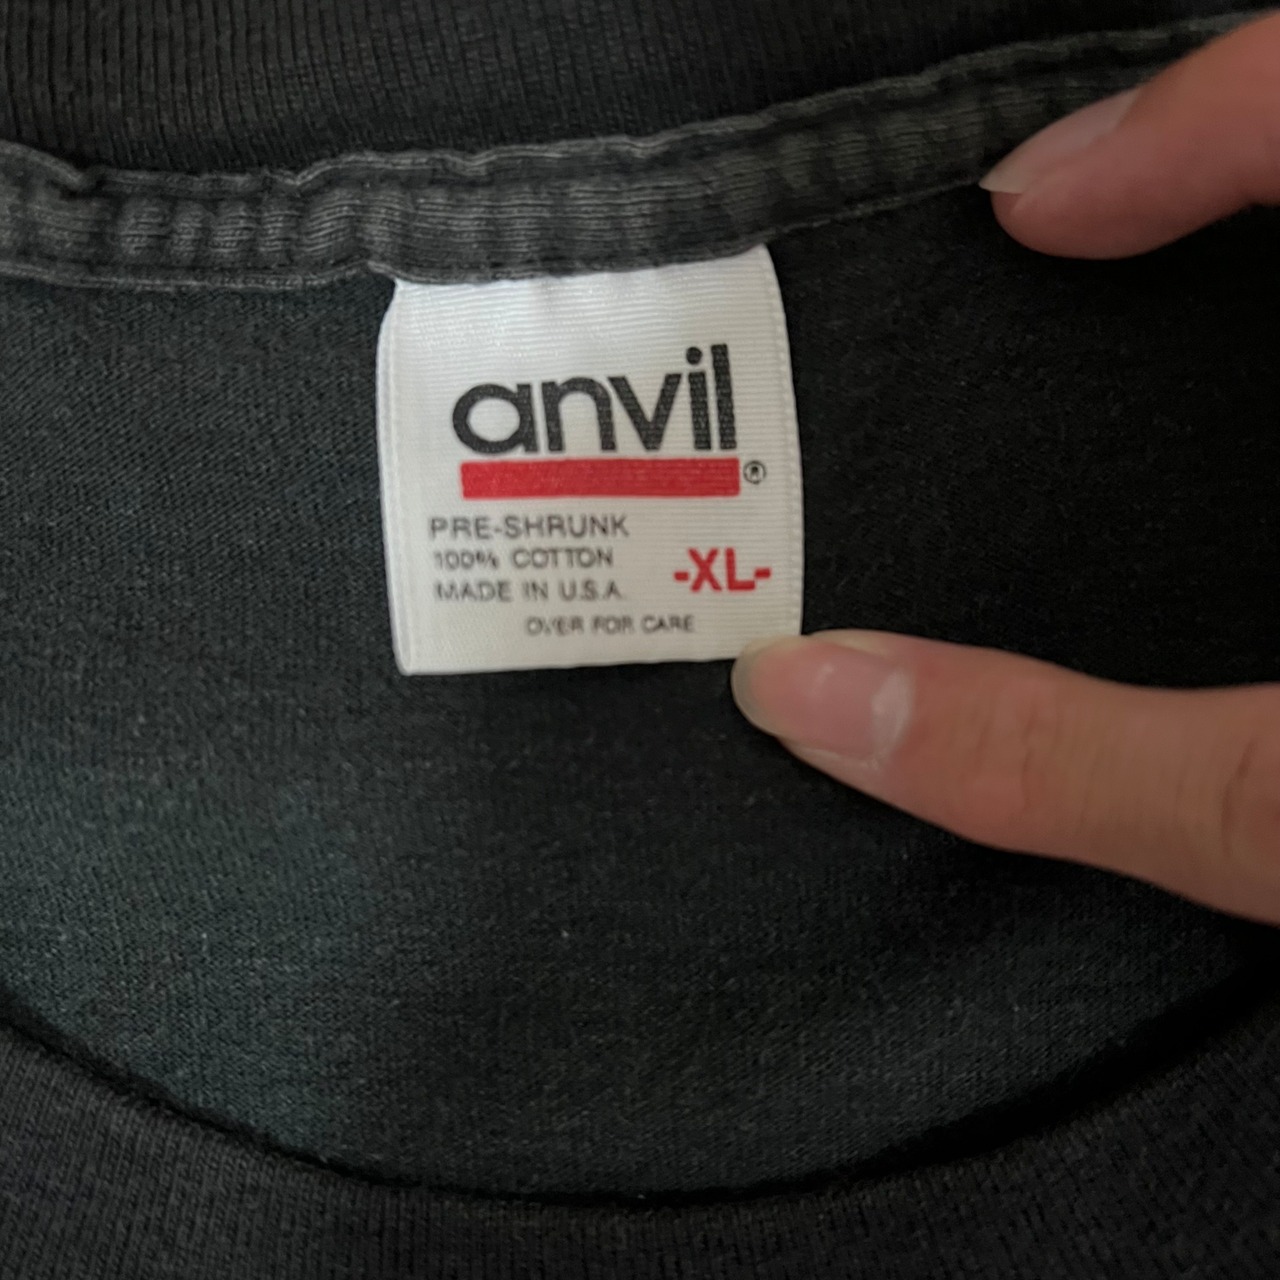 anvil®
PRE-SHRUNK
100% COTTON
MADE IN U.S.A.
-XL-
OVER FOR CARE